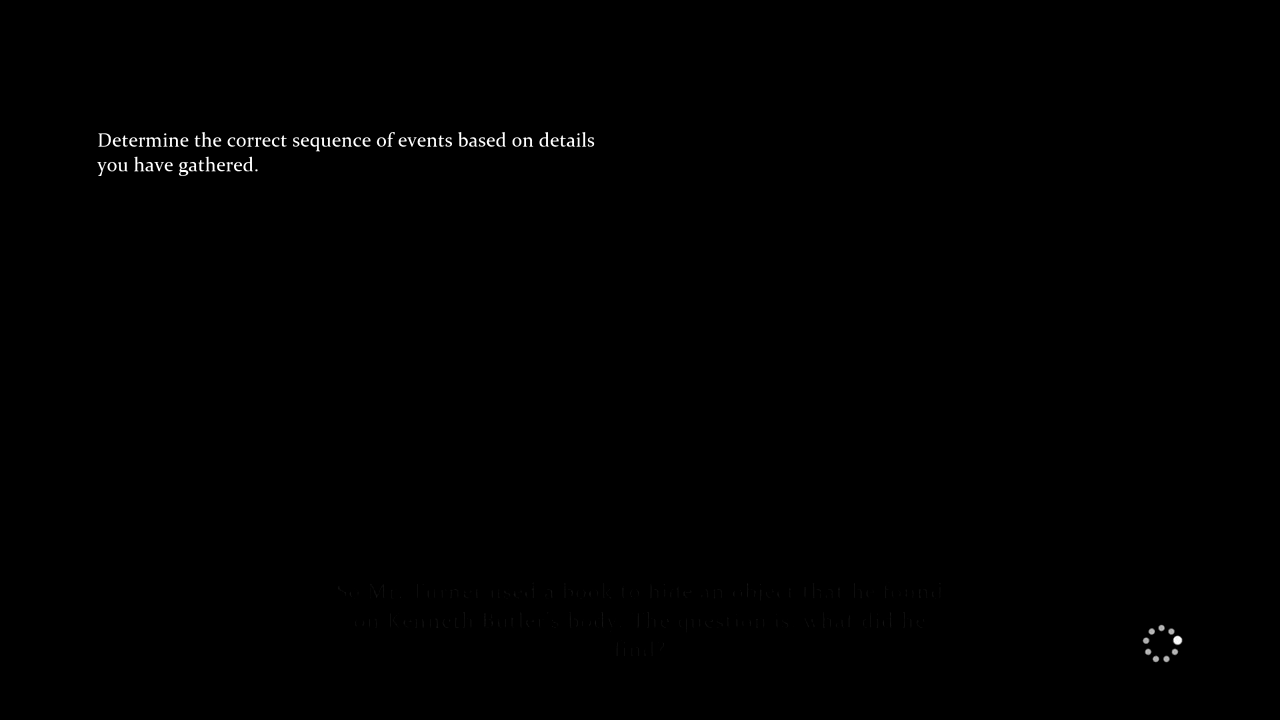 Determine the correct sequence of events based on details
you have gathered.
So Mr. Turner used a book to hide an object that he found
on Kenneth Butler's body. The question is, what did he
find?